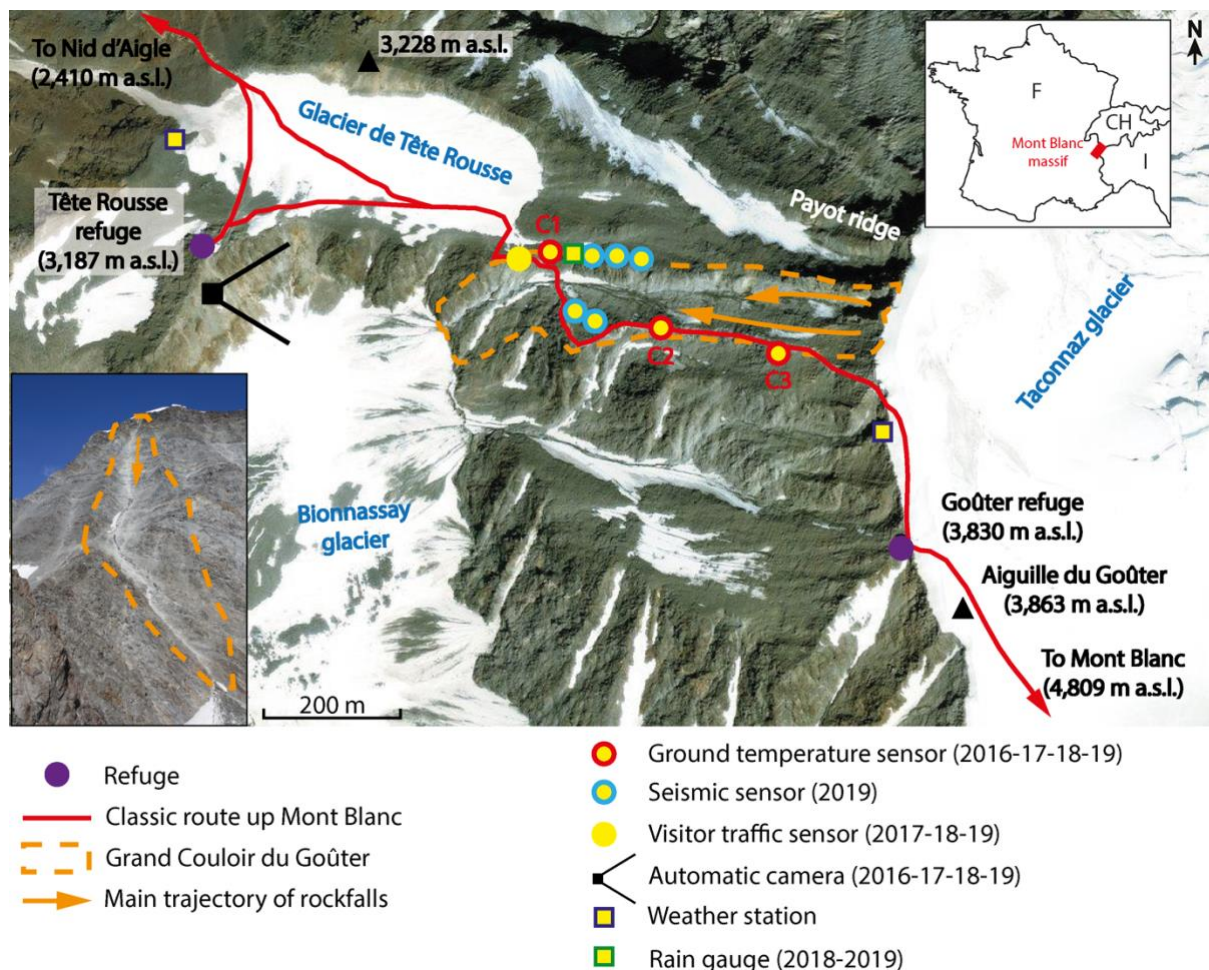 To Nid d'Aigle
(2,410 m a.s.l.)
3,228 m a.s.l.
N
F
CH
Mont Blanc
massif
I
Glacier de Tête Rousse
Tête Rousse
refuge
(3,187 m a.s.l.)
Payot ridge
C1
C2
C3
Taconnaz glacier
Bionnassay
glacier
Goûter refuge
(3,830 m a.s.l.)
Aiguille du Goûter
(3,863 m a.s.l.)
To Mont Blanc
(4,809 m a.s.l.)
200 m
Refuge
Classic route up Mont Blanc
Grand Couloir du Goûter
Main trajectory of rockfalls
Ground temperature sensor (2016-17-18-19)
Seismic sensor (2019)
Visitor traffic sensor (2017-18-19)
Automatic camera (2016-17-18-19)
Weather station
Rain gauge (2018-2019)